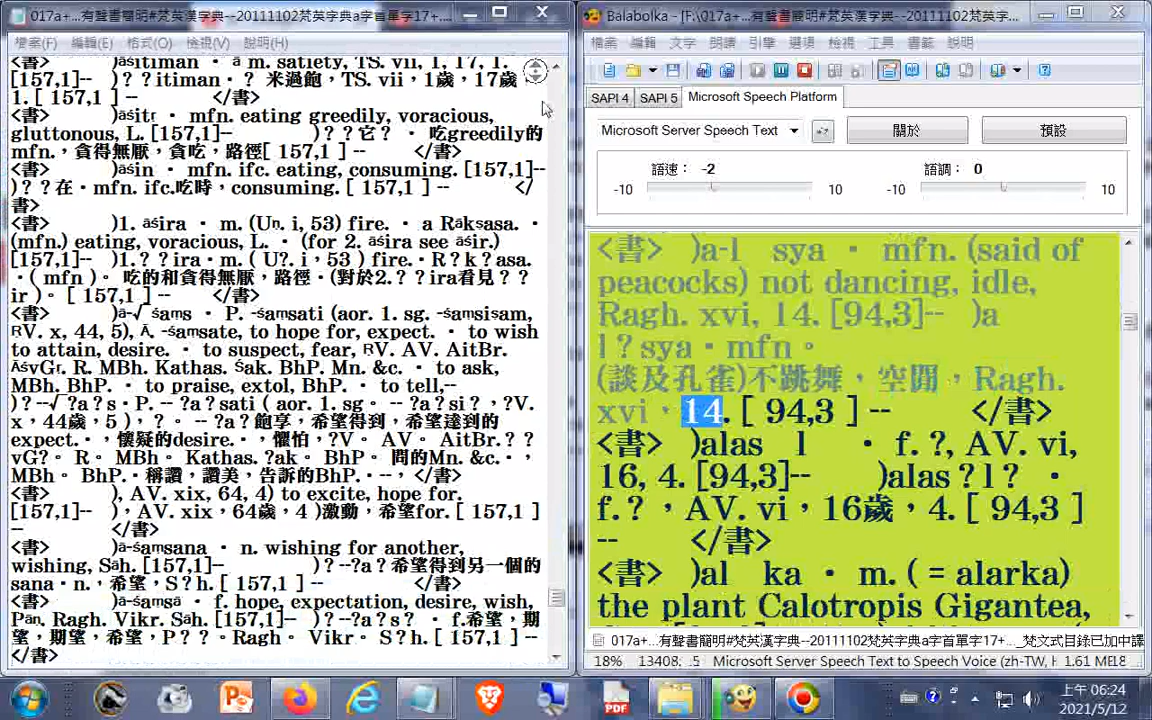 有聲書簡明#梵英漢字典--20111102梵英字典a字首單字17+...
檔案(F) 編輯(E) 格式(O) 檢視(V) 說明(H)
<書> )āśitiman · ā m. satiety, TS. vii, 1, 17, 1.
[157,1]-- )??itiman·? 米過飽，TS. vii，1歲，17歲，
1. [ 157,1 ] </書>
<書> )āśitṛ · mfn. eating greedily, voracious,
gluttonous, L. [157,1]-- )??它? · 吃greedily的
mfn.，貪得無厭，貪吃，路徑[ 157,1 ] -- </書>
<書> )āśin · mfn. ifc. eating, consuming. [157,1]--
)??在·mfn. ifc.吃時，consuming. [ 157,1 ] -- </
書>
<書> )1. āśira · m. (Uṇ. i, 53) fire. · a Rākṣasa. ·
(mfn.) eating, voracious, L. · (for 2. āśira see āśir.)
[157,1]-- )1.??ira·m. ( U?. i，53 ) fire.·R?k?asa.
·( mfn )。 吃的和貪得無厭，路徑·(對於2.??ira看見??
ir )。 [ 157,1 ] -- </書>
<書> )ā-√ śaṃs · P. -śaṃsati (aor. 1. sg. -śaṃsiṣam,
ṚV. x, 44, 5), Ā. -śaṃsate, to hope for, expect. · to wish
to attain, desire. · to suspect, fear, ṚV. AV. AitBr.
ĀśvGṛ. R. MBh. Kathās. Śak. BhP. Mn. &c. · to ask,
MBh. BhP. · to praise, extol, BhP. · to tell,--
)?--√ ?a?s·P. -- ?a?sati ( aor. 1. sg。 -- ?a?si?，?V.
x，44歲，5 )，?。 -- ?a?飽享，希望得到，希望達到的
expect.·，懷疑的desire.·，懼怕，?V。 AV。 AitBr.??
vG?。 R。 MBh。 Kathas. ?ak。 BhP。 問的Mn. &c.·，
MBh。 BhP.·稱讚，讚美，告訴的BhP.·--， </書>
<書> ), AV. xix, 64, 4) to excite, hope for.
[157,1]-- )，AV. xix，64歲，4 )激動，希望for. [ 157,1 ]
-- </書>
<書> )ā-śaṃsana · n. wishing for another,
wishing, Sāh. [157,1]-- )?--?a?希望得到另一個的
sana·n.，希望，S?h. [ 157,1 ] -- </書>
<書> )ā-śaṃsā · f. hope, expectation, desire, wish,
Pāṇ. Ragh. Vikr. Sāh. [157,1]-- )?--?a?s?· f.希望，期
望，期望，希望，P??。Ragh。 Vikr。 S?h. [ 157,1 ] --
</書>
Balabolka - [F:\017a+...有聲書簡明#梵英漢字典--20111102梵英字...
檔案 編輯 文字 朗讀 引擎 選項 檢視 工具 書籤 說明
SAPI 4 SAPI 5 Microsoft Speech Platform
Microsoft Server Speech Text 關於 預設
語速： -2 語調： 0
-10 10 -10 10
<書> )a-l sya · mfn. (said of
peacocks) not dancing, idle,
Ragh. xvi, 14. [94,3]-- )a
l?sya·mfn。
(談及孔雀)不跳舞，空閒，Ragh.
xvi，14. [ 94,3 ] -- </書>
<書> )alas l · f. ?, AV. vi,
16, 4. [94,3]-- )alas?l? ·
f.?，AV. vi，16歲，4. [ 94,3 ]
-- </書>
<書> )al ka · m. ( = alarka)
the plant Calotropis Gigantea,
017a+...有聲書簡明#梵英漢字典--20111102梵英字典a字首單字17+..._梵文式目錄已加中譯
18% 13408. .5 Microsoft Server Speech Text to Speech Voice (zh-TW, H 1.61 MEL8
上午 06:24
2021/5/12